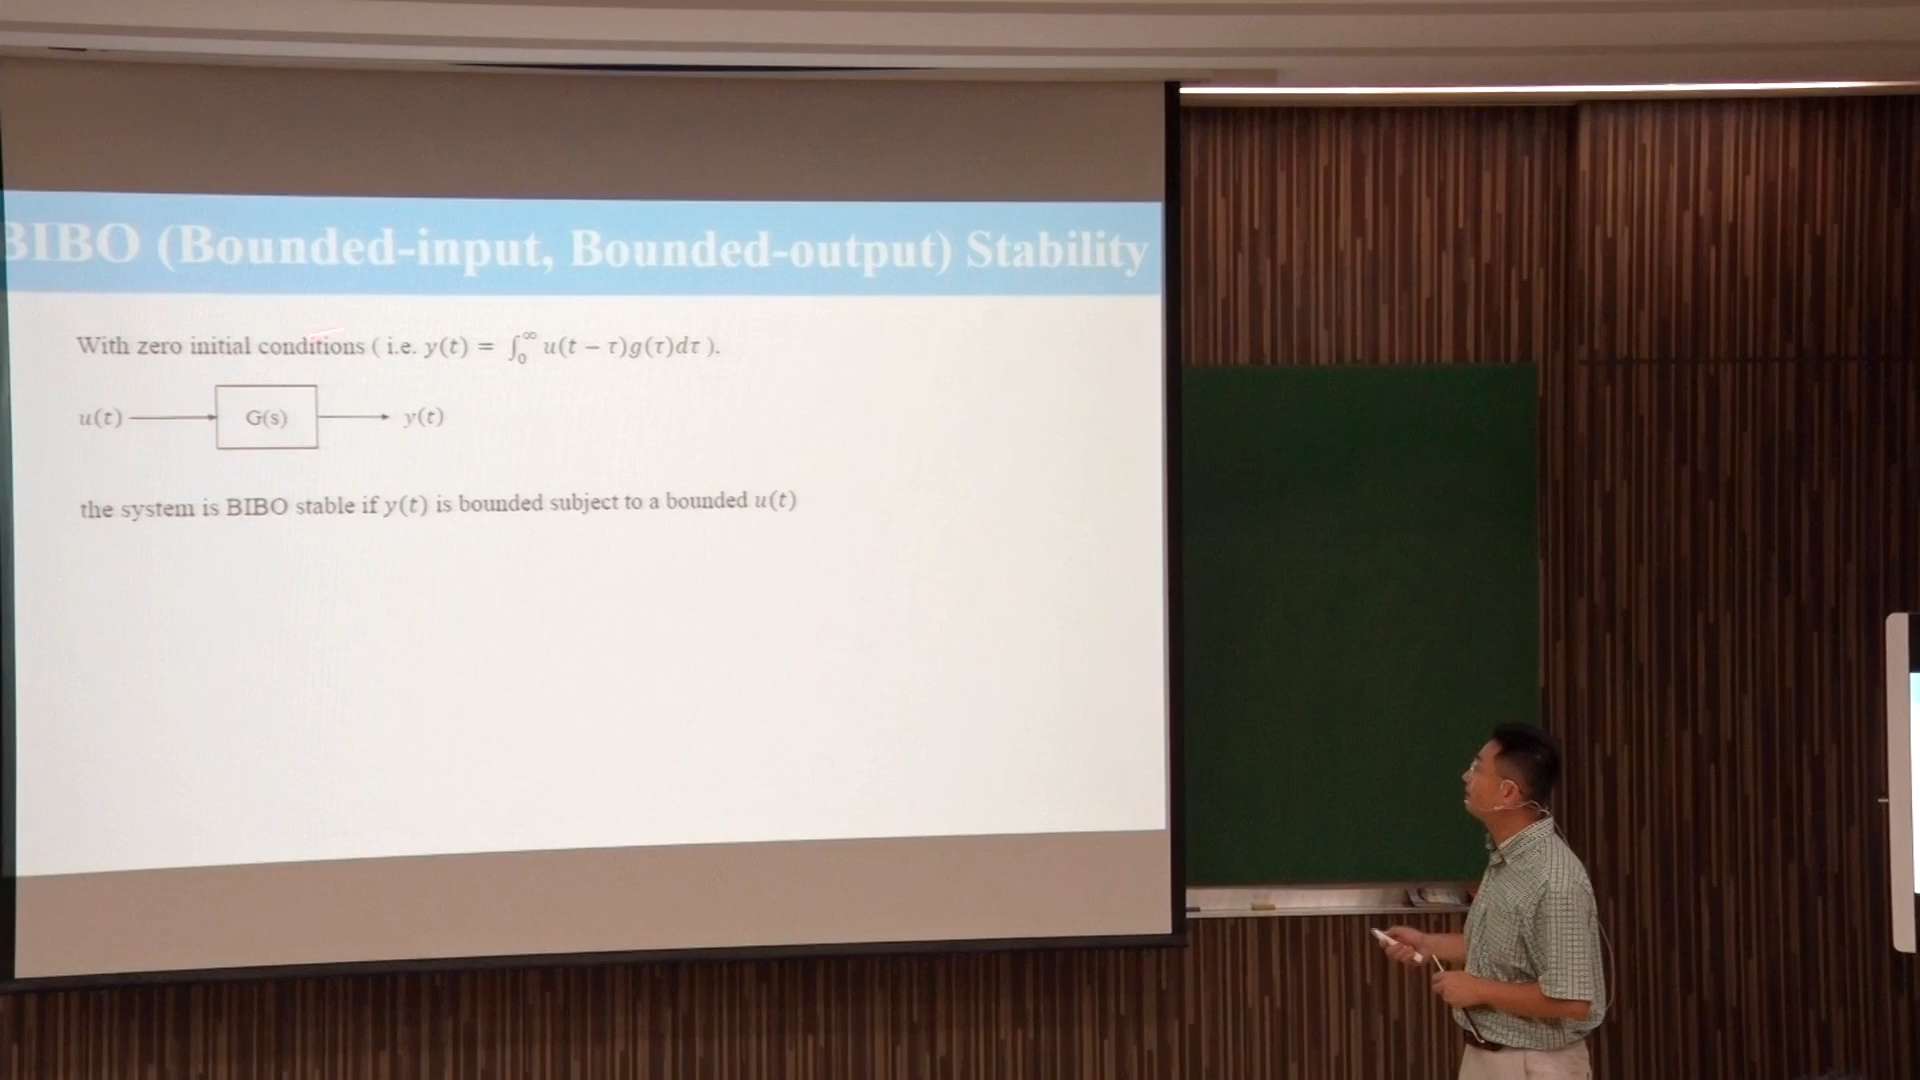 BIBO (Bounded-input, Bounded-output) Stability
With zero initial conditions ( i.e. y(t) = ∫₀^∞ u(t − τ)g(τ)dτ ).
u(t) G(s) y(t)
the system is BIBO stable if y(t) is bounded subject to a bounded u(t)